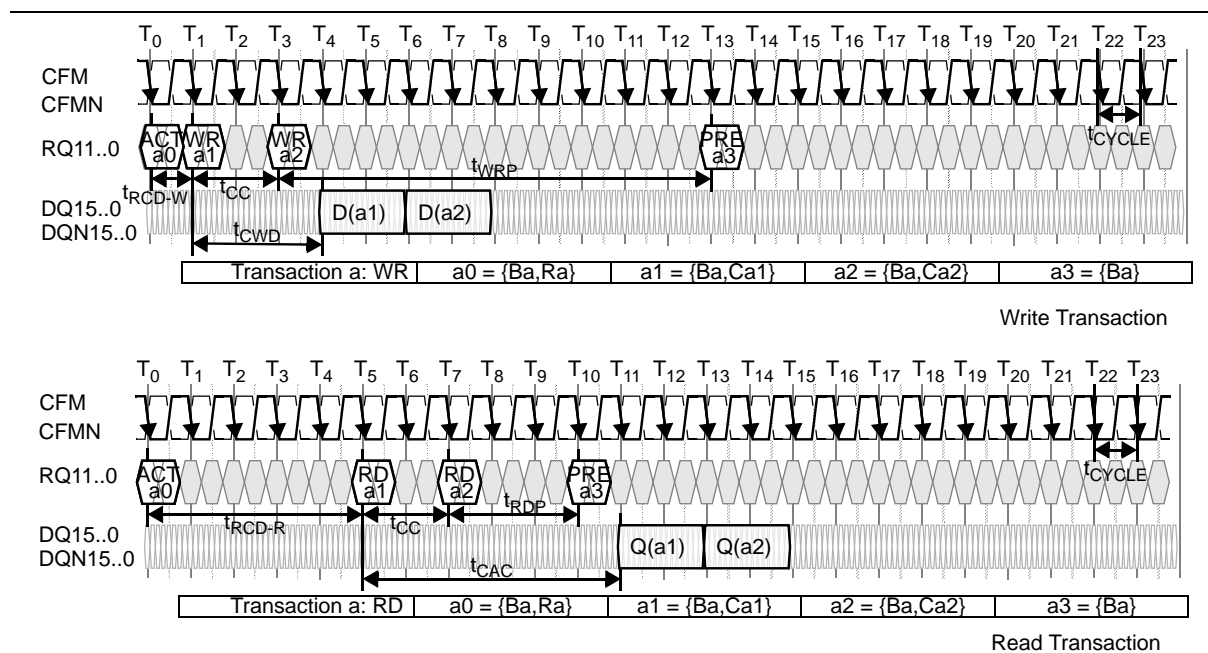 T0 T1 T2 T3 T4 T5 T6 T7 T8 T9 T10 T11 T12 T13 T14 T15 T16 T17 T18 T19 T20 T21 T22 T23
CFM
CFMN
tCYCLE
RQ11..0
ACT a0
WR a1
WR a2
PRE a3
tRCD-W
tCC
tWRP
DQ15..0
DQN15..0
D(a1)
D(a2)
tCWD
Transaction a: WR a0 = {Ba,Ra} a1 = {Ba,Ca1} a2 = {Ba,Ca2} a3 = {Ba}
Write Transaction
T0 T1 T2 T3 T4 T5 T6 T7 T8 T9 T10 T11 T12 T13 T14 T15 T16 T17 T18 T19 T20 T21 T22 T23
CFM
CFMN
tCYCLE
RQ11..0
ACT a0
RD a1
RD a2
PRE a3
tRCD-R
tCC
tRDP
DQ15..0
DQN15..0
Q(a1)
Q(a2)
tCAC
Transaction a: RD a0 = {Ba,Ra} a1 = {Ba,Ca1} a2 = {Ba,Ca2} a3 = {Ba}
Read Transaction